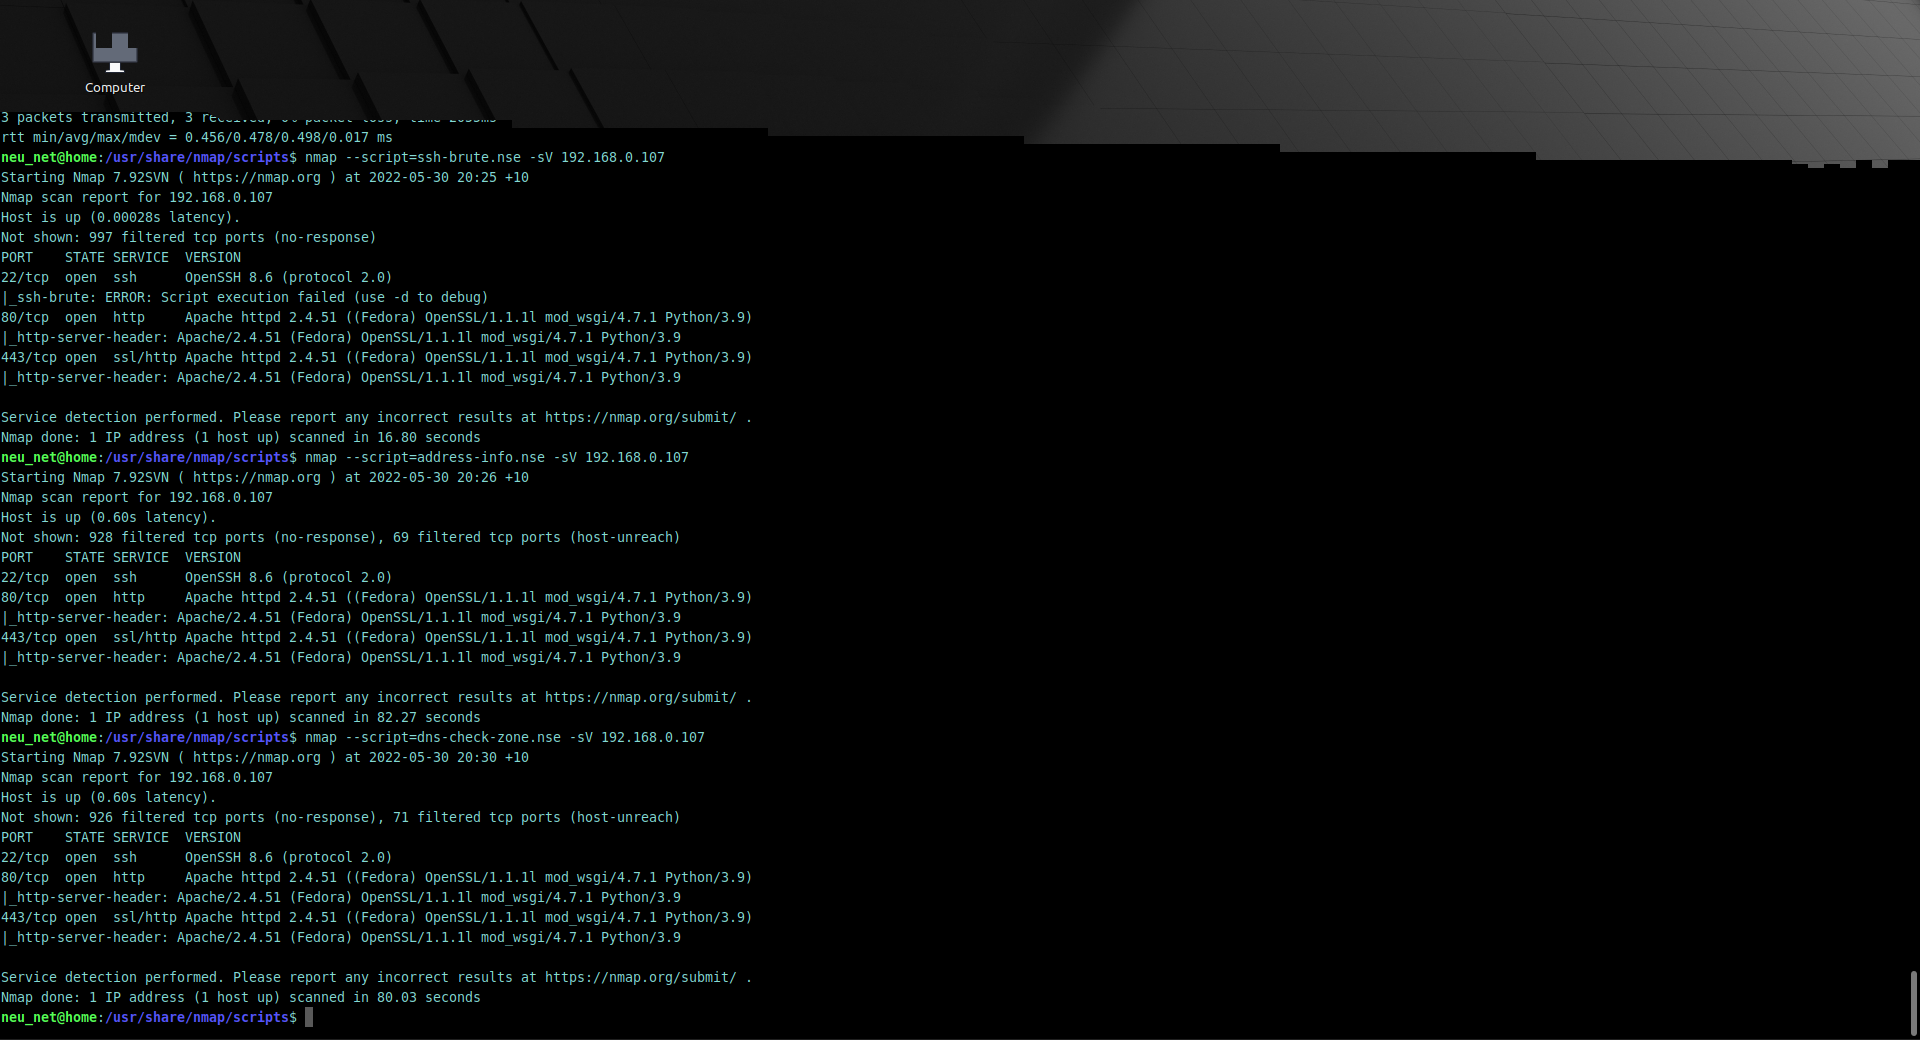 Computer
3 packets transmitted, 3 received, 0% packet loss, time 2053ms
rtt min/avg/max/mdev = 0.456/0.478/0.498/0.017 ms
neu_net@home:/usr/share/nmap/scripts$ nmap --script=ssh-brute.nse -sV 192.168.0.107
Starting Nmap 7.92SVN ( https://nmap.org ) at 2022-05-30 20:25 +10
Nmap scan report for 192.168.0.107
Host is up (0.00028s latency).
Not shown: 997 filtered tcp ports (no-response)
PORT    STATE SERVICE  VERSION
22/tcp  open  ssh      OpenSSH 8.6 (protocol 2.0)
|_ssh-brute: ERROR: Script execution failed (use -d to debug)
80/tcp  open  http     Apache httpd 2.4.51 ((Fedora) OpenSSL/1.1.1l mod_wsgi/4.7.1 Python/3.9)
|_http-server-header: Apache/2.4.51 (Fedora) OpenSSL/1.1.1l mod_wsgi/4.7.1 Python/3.9
443/tcp open  ssl/http Apache httpd 2.4.51 ((Fedora) OpenSSL/1.1.1l mod_wsgi/4.7.1 Python/3.9)
|_http-server-header: Apache/2.4.51 (Fedora) OpenSSL/1.1.1l mod_wsgi/4.7.1 Python/3.9
Service detection performed. Please report any incorrect results at https://nmap.org/submit/ .
Nmap done: 1 IP address (1 host up) scanned in 16.80 seconds
neu_net@home:/usr/share/nmap/scripts$ nmap --script=address-info.nse -sV 192.168.0.107
Starting Nmap 7.92SVN ( https://nmap.org ) at 2022-05-30 20:26 +10
Nmap scan report for 192.168.0.107
Host is up (0.60s latency).
Not shown: 928 filtered tcp ports (no-response), 69 filtered tcp ports (host-unreach)
PORT    STATE SERVICE  VERSION
22/tcp  open  ssh      OpenSSH 8.6 (protocol 2.0)
80/tcp  open  http     Apache httpd 2.4.51 ((Fedora) OpenSSL/1.1.1l mod_wsgi/4.7.1 Python/3.9)
|_http-server-header: Apache/2.4.51 (Fedora) OpenSSL/1.1.1l mod_wsgi/4.7.1 Python/3.9
443/tcp open  ssl/http Apache httpd 2.4.51 ((Fedora) OpenSSL/1.1.1l mod_wsgi/4.7.1 Python/3.9)
|_http-server-header: Apache/2.4.51 (Fedora) OpenSSL/1.1.1l mod_wsgi/4.7.1 Python/3.9
Service detection performed. Please report any incorrect results at https://nmap.org/submit/ .
Nmap done: 1 IP address (1 host up) scanned in 82.27 seconds
neu_net@home:/usr/share/nmap/scripts$ nmap --script=dns-check-zone.nse -sV 192.168.0.107
Starting Nmap 7.92SVN ( https://nmap.org ) at 2022-05-30 20:30 +10
Nmap scan report for 192.168.0.107
Host is up (0.60s latency).
Not shown: 926 filtered tcp ports (no-response), 71 filtered tcp ports (host-unreach)
PORT    STATE SERVICE  VERSION
22/tcp  open  ssh      OpenSSH 8.6 (protocol 2.0)
80/tcp  open  http     Apache httpd 2.4.51 ((Fedora) OpenSSL/1.1.1l mod_wsgi/4.7.1 Python/3.9)
|_http-server-header: Apache/2.4.51 (Fedora) OpenSSL/1.1.1l mod_wsgi/4.7.1 Python/3.9
443/tcp open  ssl/http Apache httpd 2.4.51 ((Fedora) OpenSSL/1.1.1l mod_wsgi/4.7.1 Python/3.9)
|_http-server-header: Apache/2.4.51 (Fedora) OpenSSL/1.1.1l mod_wsgi/4.7.1 Python/3.9
Service detection performed. Please report any incorrect results at https://nmap.org/submit/ .
Nmap done: 1 IP address (1 host up) scanned in 80.03 seconds
neu_net@home:/usr/share/nmap/scripts$